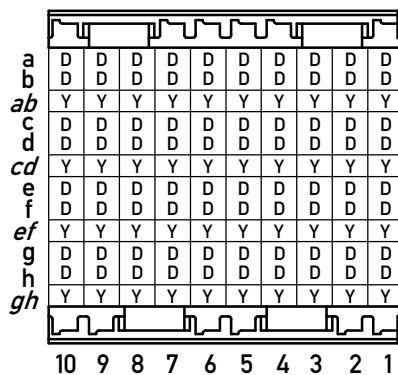 a D D D D D D D D D D
b D D D D D D D D D D
ab Y Y Y Y Y Y Y Y Y Y
c D D D D D D D D D D
d D D D D D D D D D D
cd Y Y Y Y Y Y Y Y Y Y
e D D D D D D D D D D
f D D D D D D D D D D
ef Y Y Y Y Y Y Y Y Y Y
g D D D D D D D D D D
h D D D D D D D D D D
gh Y Y Y Y Y Y Y Y Y Y
10 9 8 7 6 5 4 3 2 1